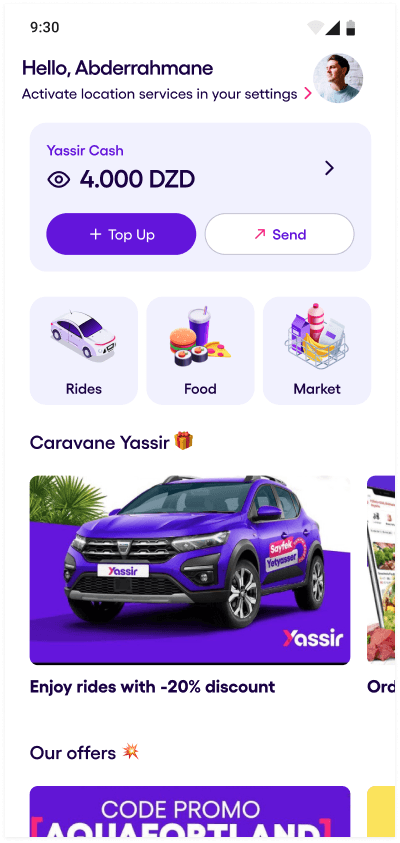 9:30
Hello, Abderrahmane
Activate location services in your settings
Yassir Cash
4.000 DZD
Top Up
Send
Rides
Food
Market
Caravane Yassir
Sayfek
Yetyasser
Yassir
Yassir
Enjoy rides with -20% discount
Ord
Our offers
CODE PROMO
[AQUAFORTLAND]